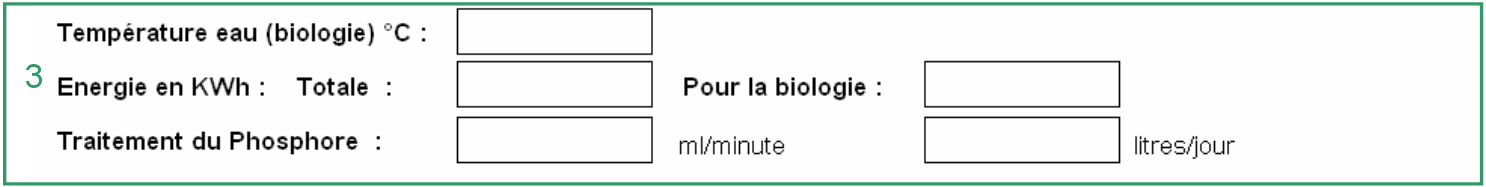 Température eau (biologie) °C :
3 Energie en KWh : Totale : Pour la biologie :
Traitement du Phosphore : ml/minute litres/jour